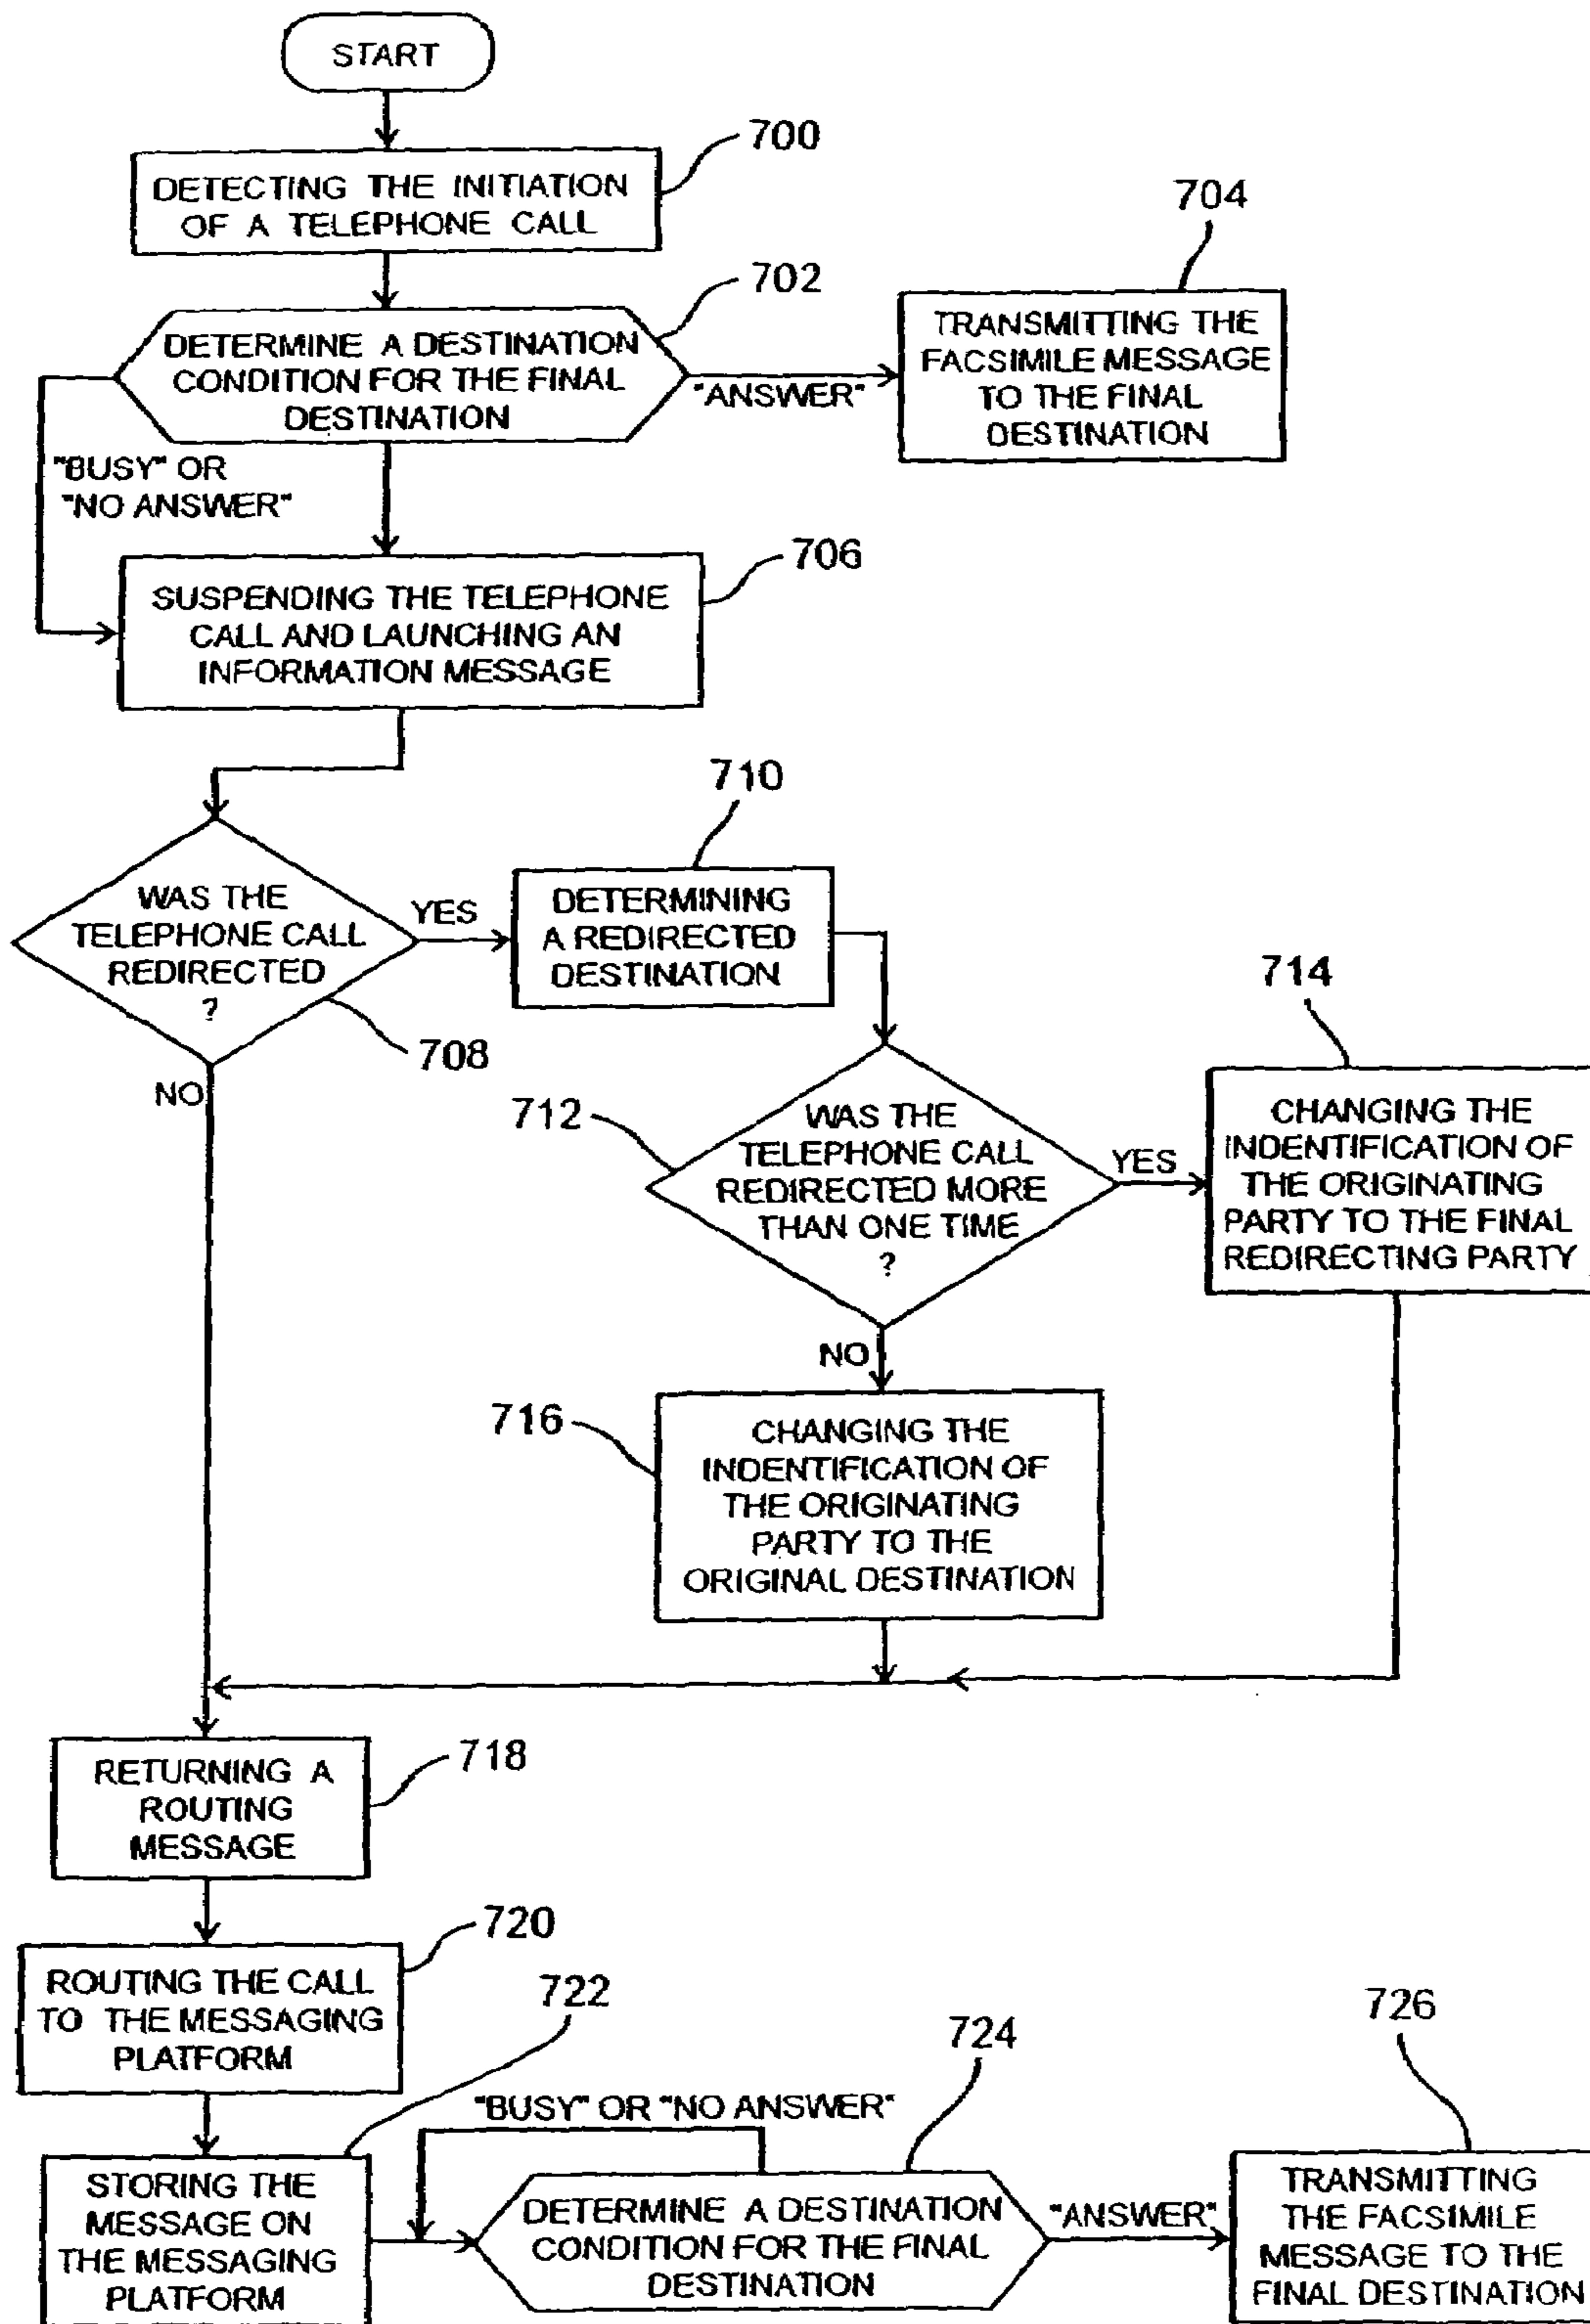 START
700
DETECTING THE INITIATION
OF A TELEPHONE CALL
702
DETERMINE A DESTINATION
CONDITION FOR THE FINAL
DESTINATION
"ANSWER"
704
TRANSMITTING THE
FACSIMILE MESSAGE
TO THE FINAL
DESTINATION
"BUSY" OR
"NO ANSWER"
706
SUSPENDING THE TELEPHONE
CALL AND LAUNCHING AN
INFORMATION MESSAGE
WAS THE
TELEPHONE CALL
REDIRECTED
?
708
YES
NO
710
DETERMINING
A REDIRECTED
DESTINATION
712
WAS THE
TELEPHONE CALL
REDIRECTED MORE
THAN ONE TIME
?
YES
NO
714
CHANGING THE
INDENTIFICATION OF
THE ORIGINATING
PARTY TO THE FINAL
REDIRECTING PARTY
716
CHANGING THE
INDENTIFICATION OF
THE ORIGINATING
PARTY TO THE
ORIGINAL DESTINATION
718
RETURNING A
ROUTING
MESSAGE
720
ROUTING THE CALL
TO THE MESSAGING
PLATFORM
722
STORING THE
MESSAGE ON
THE MESSAGING
PLATFORM
"BUSY" OR "NO ANSWER"
724
DETERMINE A DESTINATION
CONDITION FOR THE FINAL
DESTINATION
"ANSWER"
726
TRANSMITTING
THE FACSIMILE
MESSAGE TO THE
FINAL DESTINATION